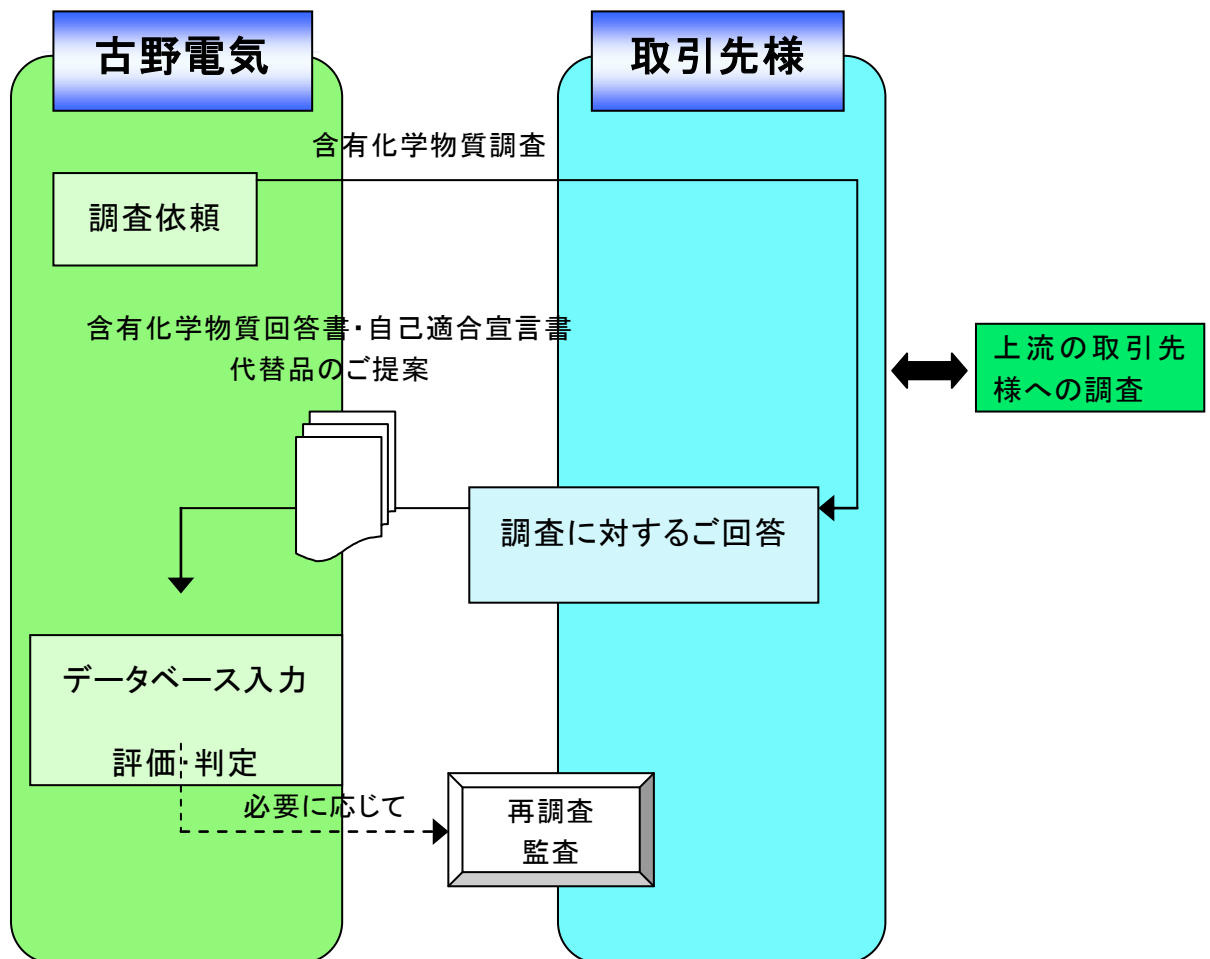 古野電気
取引先様
含有化学物質調査
調査依頼
含有化学物質回答書・自己適合宣言書
代替品のご提案
上流の取引先
様への調査
調査に対するご回答
データベース入力
評価・判定
必要に応じて
再調査
監査